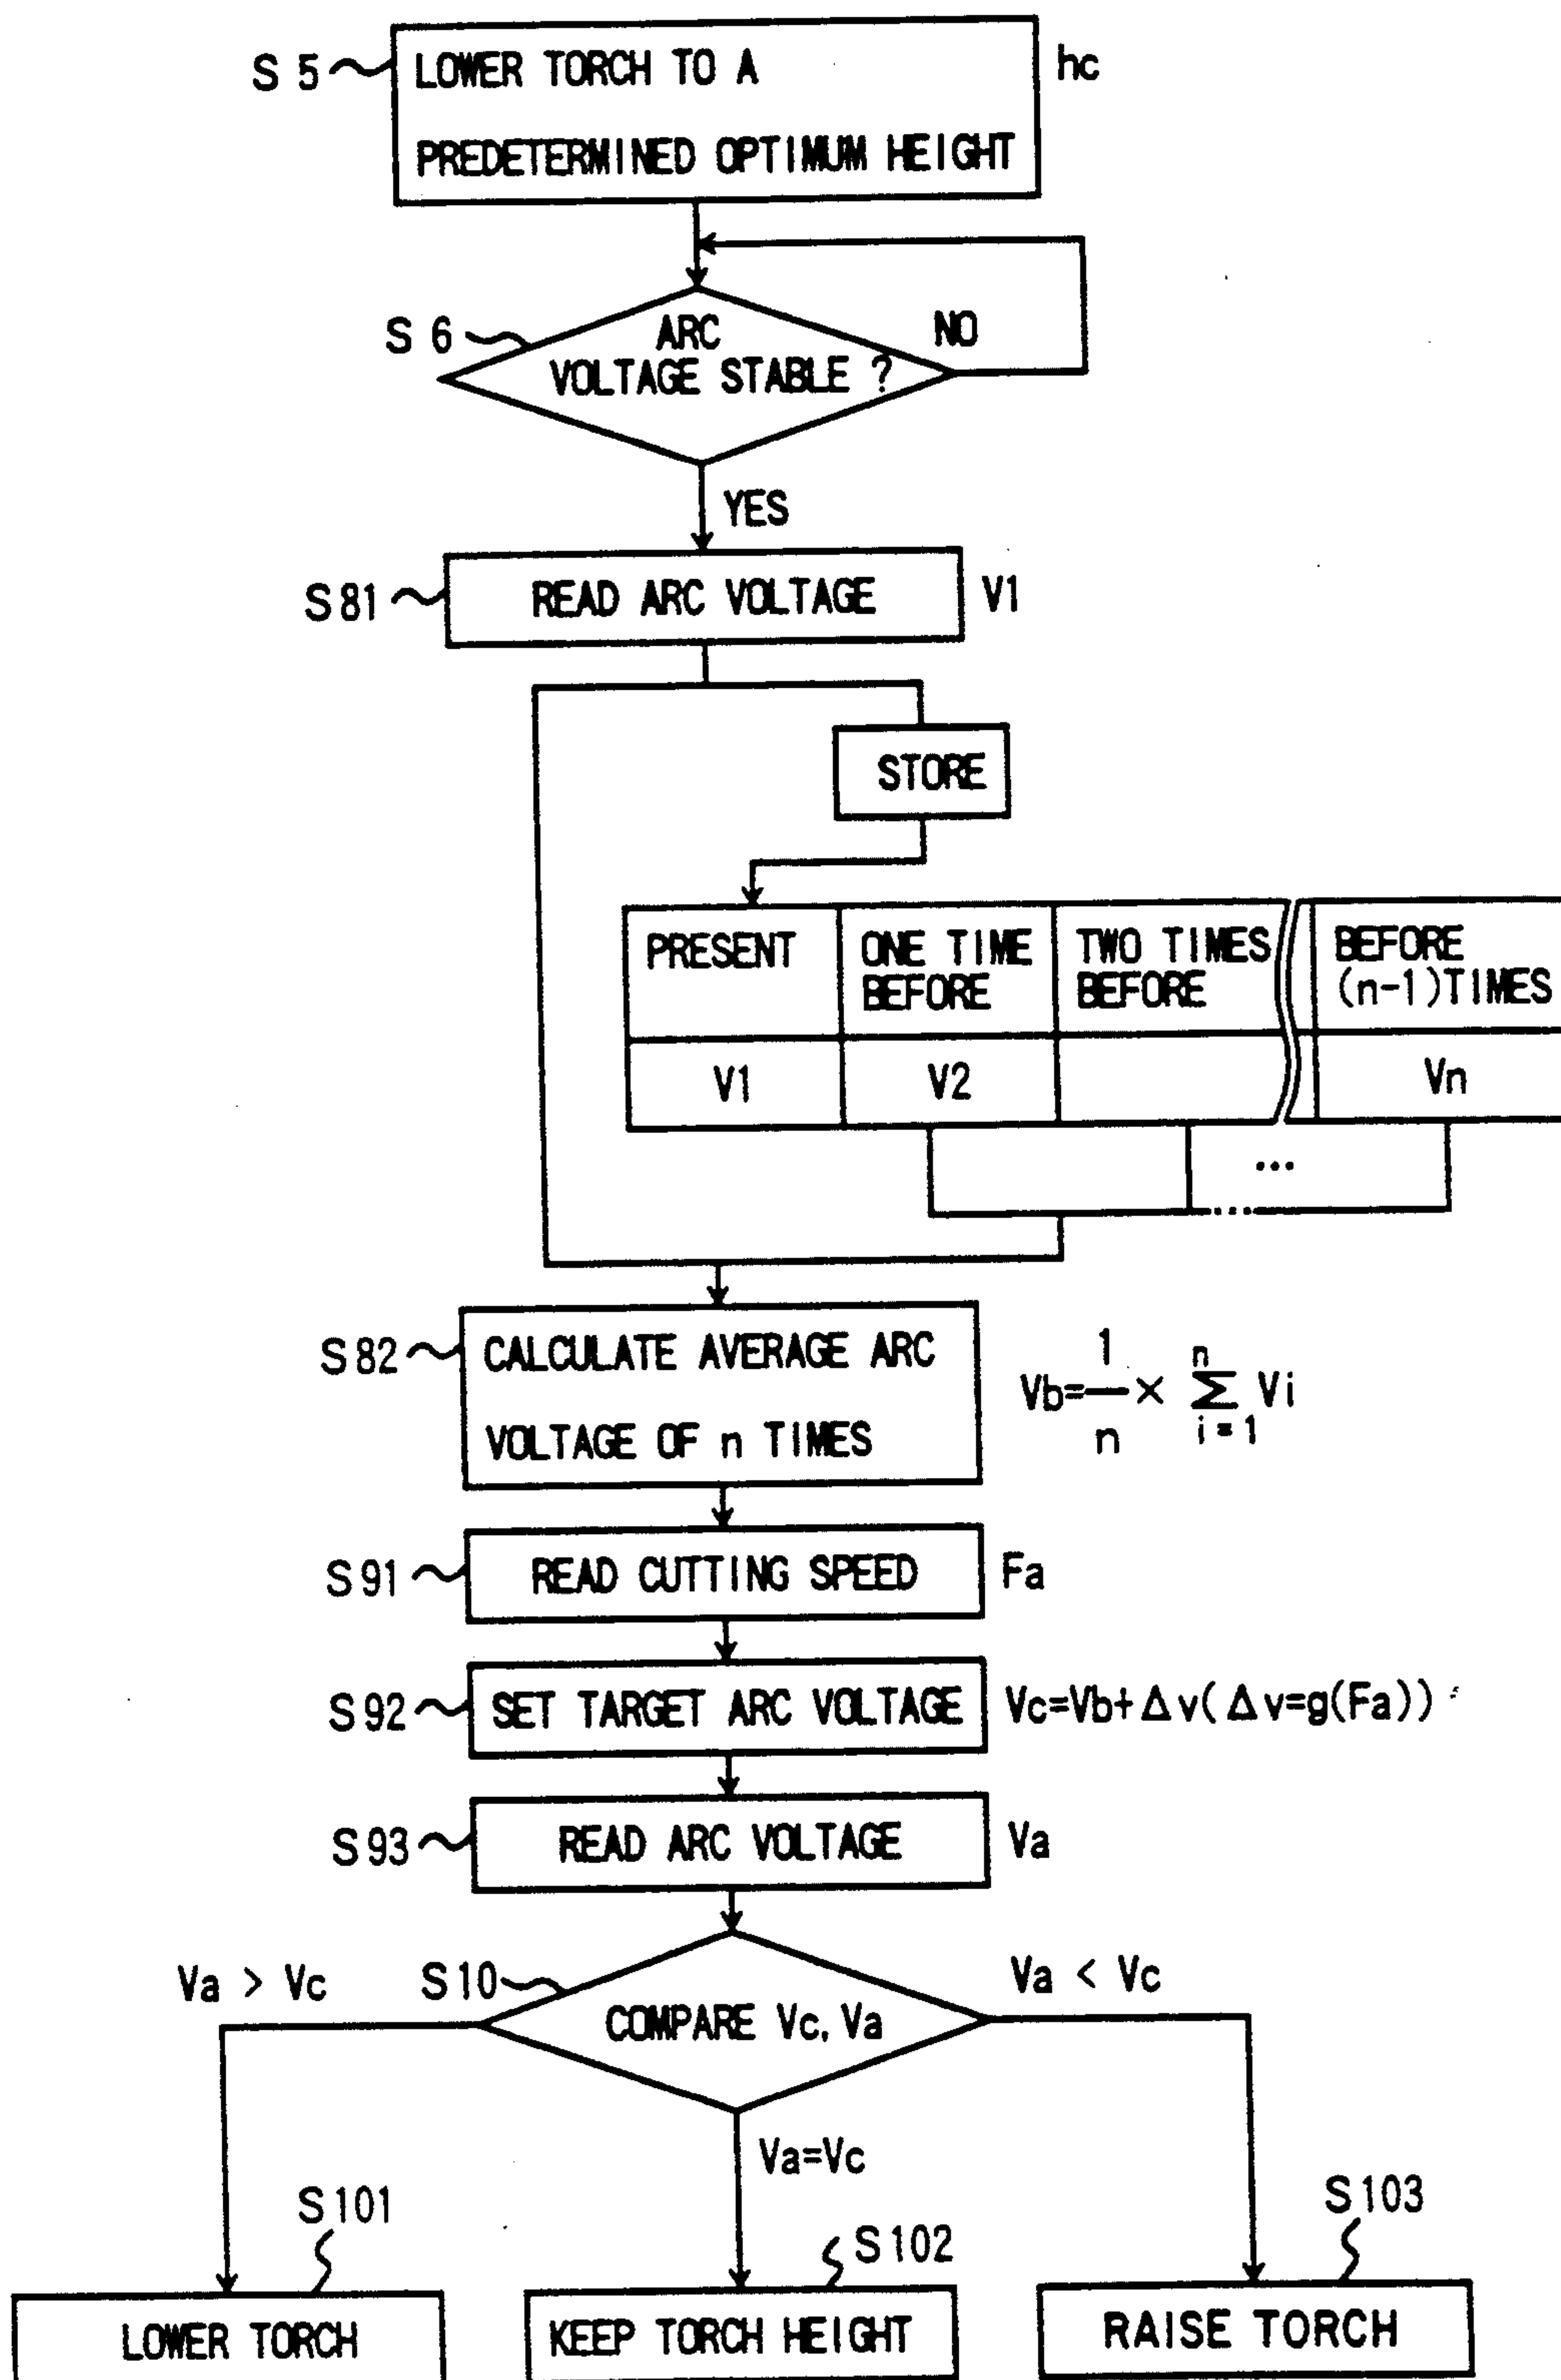 S 5
LOWER TORCH TO A
PREDETERMINED OPTIMUM HEIGHT
hc
S 6
ARC
VOLTAGE STABLE ?
NO
YES
S81
READ ARC VOLTAGE
V1
STORE
PRESENT
ONE TIME
BEFORE
TWO TIMES
BEFORE
BEFORE
(n-1)TIMES
V1
V2
Vn
...
....
S82
CALCULATE AVERAGE ARC
VOLTAGE OF n TIMES
Vb=1/n × n∑i=1 Vi
S91
READ CUTTING SPEED
Fa
S92
SET TARGET ARC VOLTAGE
Vc=Vb+Δv(Δv=g(Fa))
S93
READ ARC VOLTAGE
Va
Va > Vc
S10
COMPARE Vc, Va
Va < Vc
Va=Vc
S101
S102
S103
LOWER TORCH
KEEP TORCH HEIGHT
RAISE TORCH